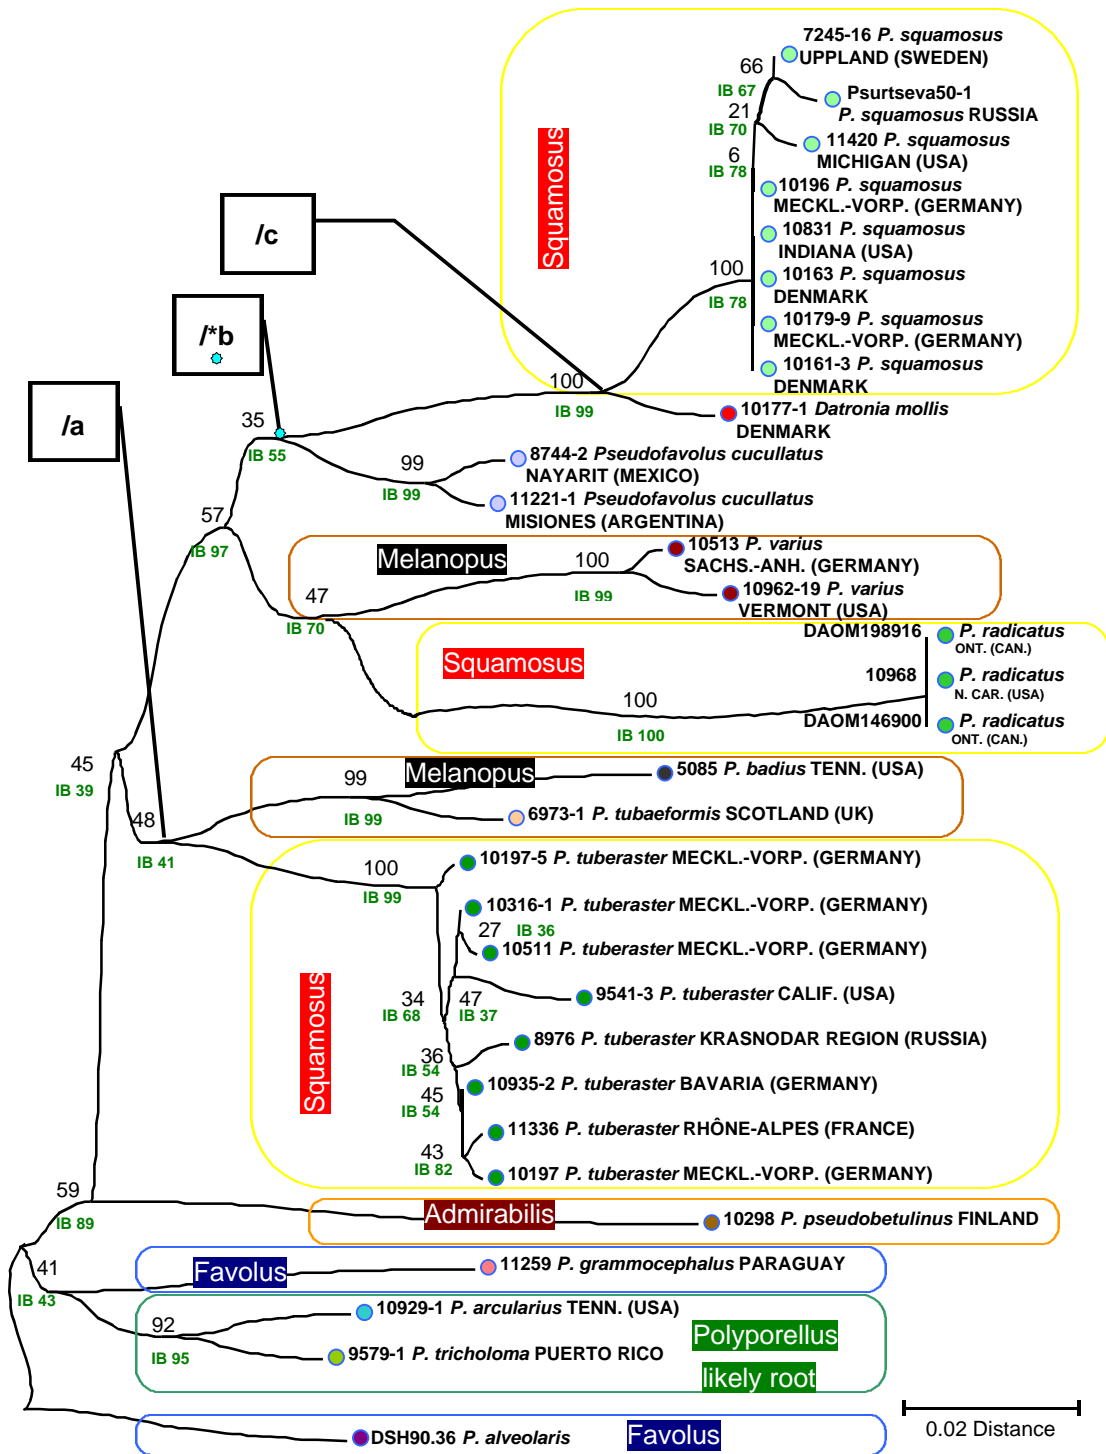 7245-16 P. squamosus
UPPLAND (SWEDEN)
66
IB 67
Psurtseva50-1
P. squamosus RUSSIA
21
IB 70
11420 P. squamosus
MICHIGAN (USA)
6
IB 78
10196 P. squamosus
MECKL.-VORP. (GERMANY)
Squamosus
/c
10831 P. squamosus
INDIANA (USA)
100
IB 78
10163 P. squamosus
DENMARK
/*b
10179-9 P. squamosus
MECKL.-VORP. (GERMANY)
10161-3 P. squamosus
DENMARK
100
IB 99
/a
10177-1 Datronia mollis
DENMARK
35
IB 55
8744-2 Pseudofavolus cucullatus
NAYARIT (MEXICO)
99
IB 99
11221-1 Pseudofavolus cucullatus
MISIONES (ARGENTINA)
57
IB 97
Melanopus
10513 P. varius
SACHS.-ANH. (GERMANY)
100
IB 99
10962-19 P. varius
VERMONT (USA)
47
IB 70
DAOM198916
P. radicatus
ONT. (CAN.)
Squamosus
10968
P. radicatus
N. CAR. (USA)
100
IB 100
DAOM146900
P. radicatus
ONT. (CAN.)
45
IB 39
Melanopus
5085 P. badius TENN. (USA)
99
IB 99
6973-1 P. tubaeformis SCOTLAND (UK)
48
IB 41
100
IB 99
10197-5 P. tuberaster MECKL.-VORP. (GERMANY)
10316-1 P. tuberaster MECKL.-VORP. (GERMANY)
27
IB 36
10511 P. tuberaster MECKL.-VORP. (GERMANY)
Squamosus
34
IB 68
47
IB 37
9541-3 P. tuberaster CALIF. (USA)
8976 P. tuberaster KRASNODAR REGION (RUSSIA)
36
IB 54
10935-2 P. tuberaster BAVARIA (GERMANY)
45
IB 54
11336 P. tuberaster RHÔNE-ALPES (FRANCE)
43
IB 82
10197 P. tuberaster MECKL.-VORP. (GERMANY)
59
IB 89
Admirabilis
10298 P. pseudobetulinus FINLAND
41
IB 43
Favolus
11259 P. grammocephalus PARAGUAY
10929-1 P. arcularius TENN. (USA)
92
IB 95
9579-1 P. tricholoma PUERTO RICO
Polyporellus
likely root
0.02 Distance
DSH90.36 P. alveolaris
Favolus